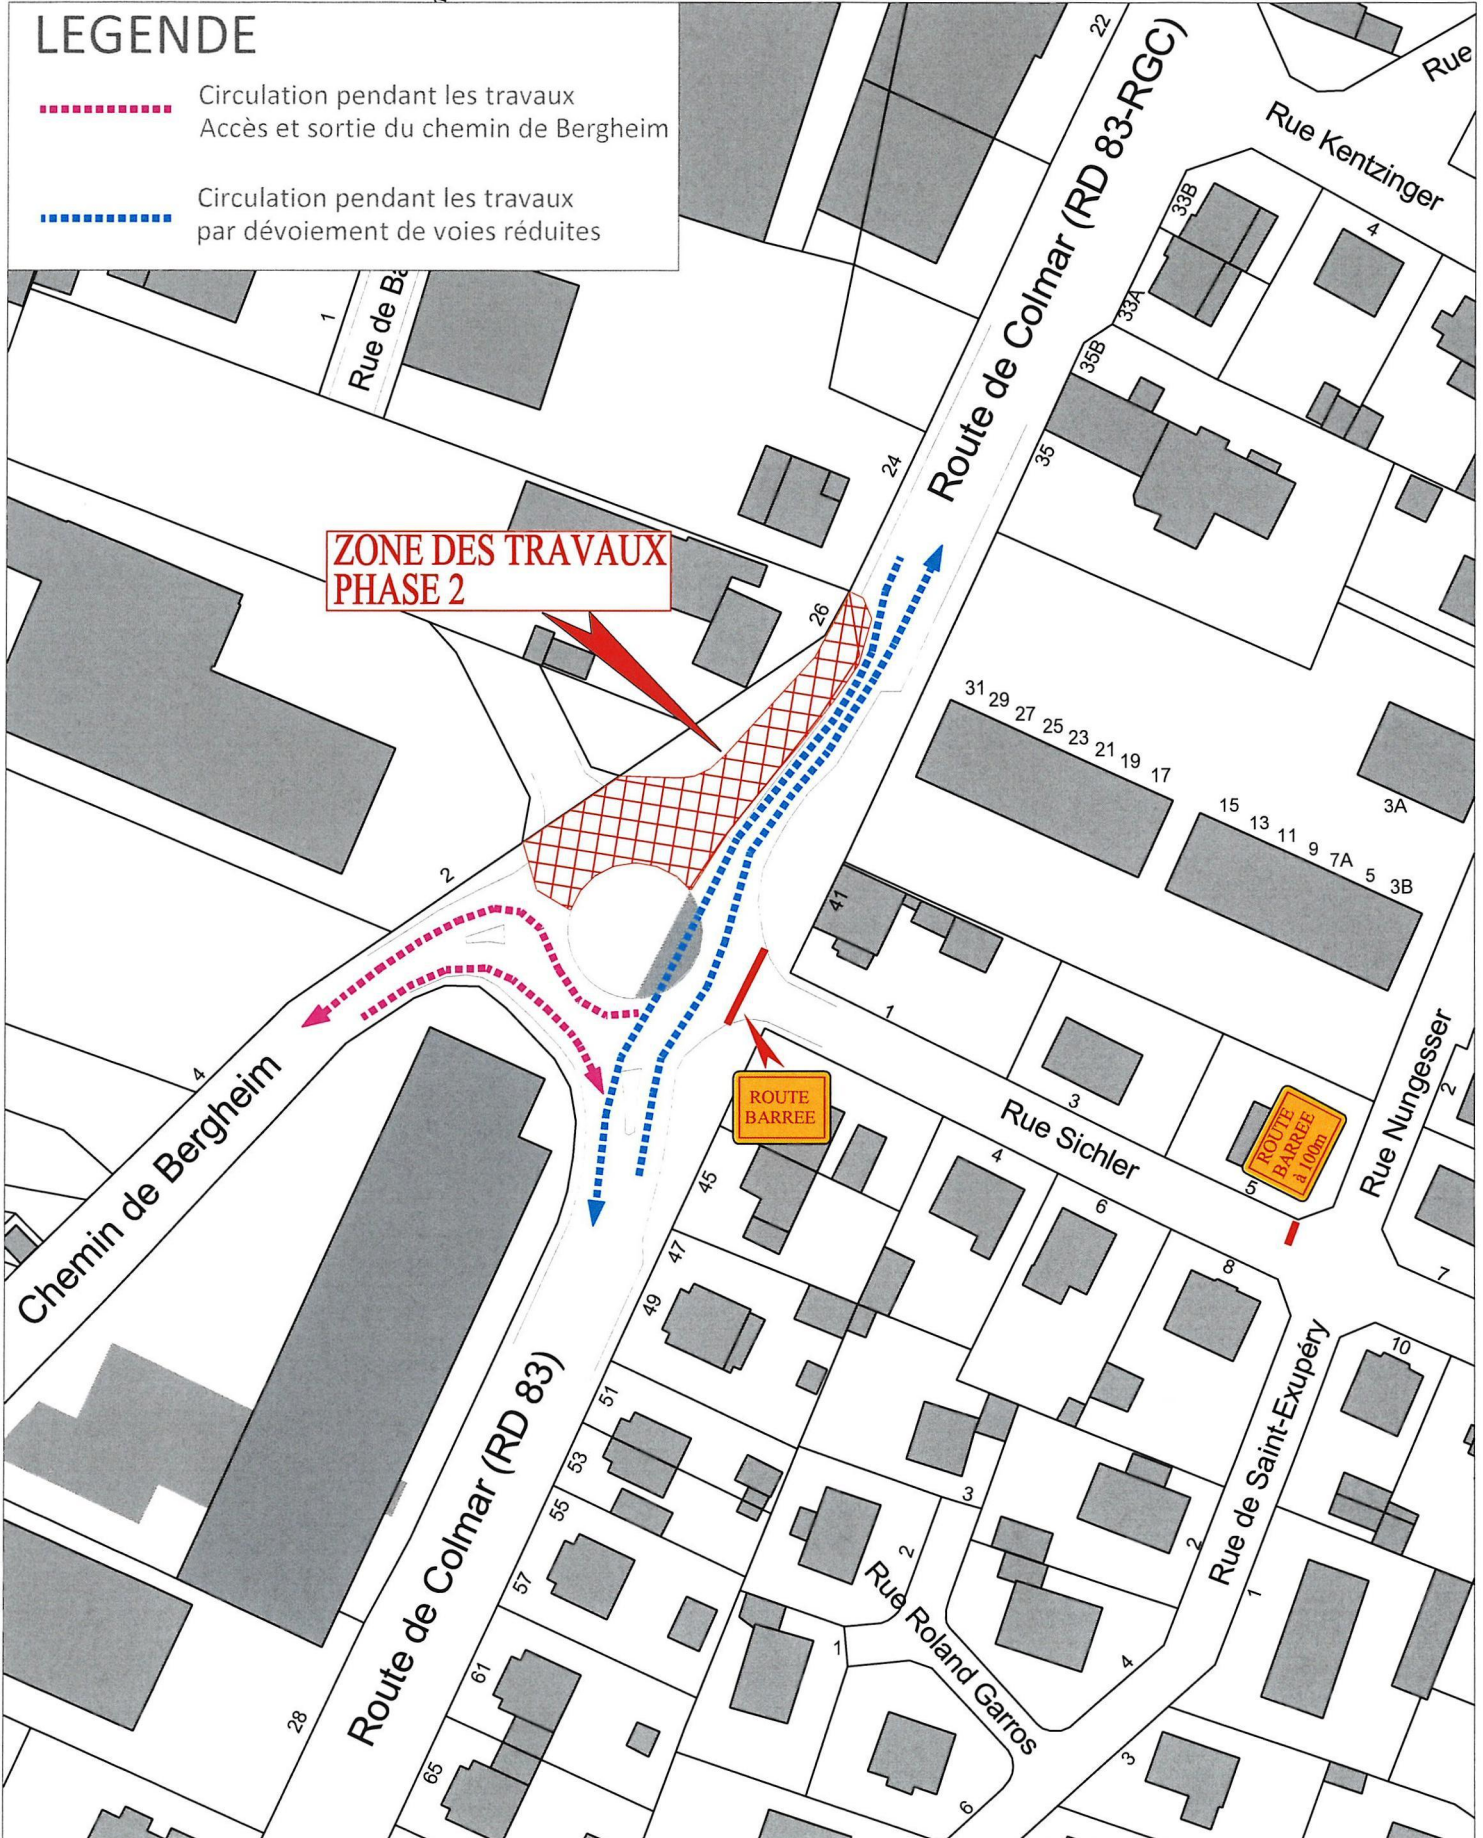 LEGENDE
Circulation pendant les travaux
Accès et sortie du chemin de Bergheim
Circulation pendant les travaux
par dévoiement de voies réduites
22
Rue
Route de Colmar (RD 83-RGC)
Rue Kentzinger
33B
4
33A
1
Rue de Ba
35B
24
35
ZONE DES TRAVAUX
PHASE 2
26
31
29
27
25
23
21
19
17
15
13
11
9
7A
5
3B
3A
2
41
1
4
Chemin de Bergheim
ROUTE
BARREE
3
Rue Sichler
ROUTE
BARREE
à 100m
Rue Nungesser
2
5
4
6
8
7
45
47
49
10
Rue de Saint-Exupéry
Route de Colmar (RD 83)
51
53
55
57
3
2
2
1
Rue Roland Garros
1
4
61
28
65
3
6